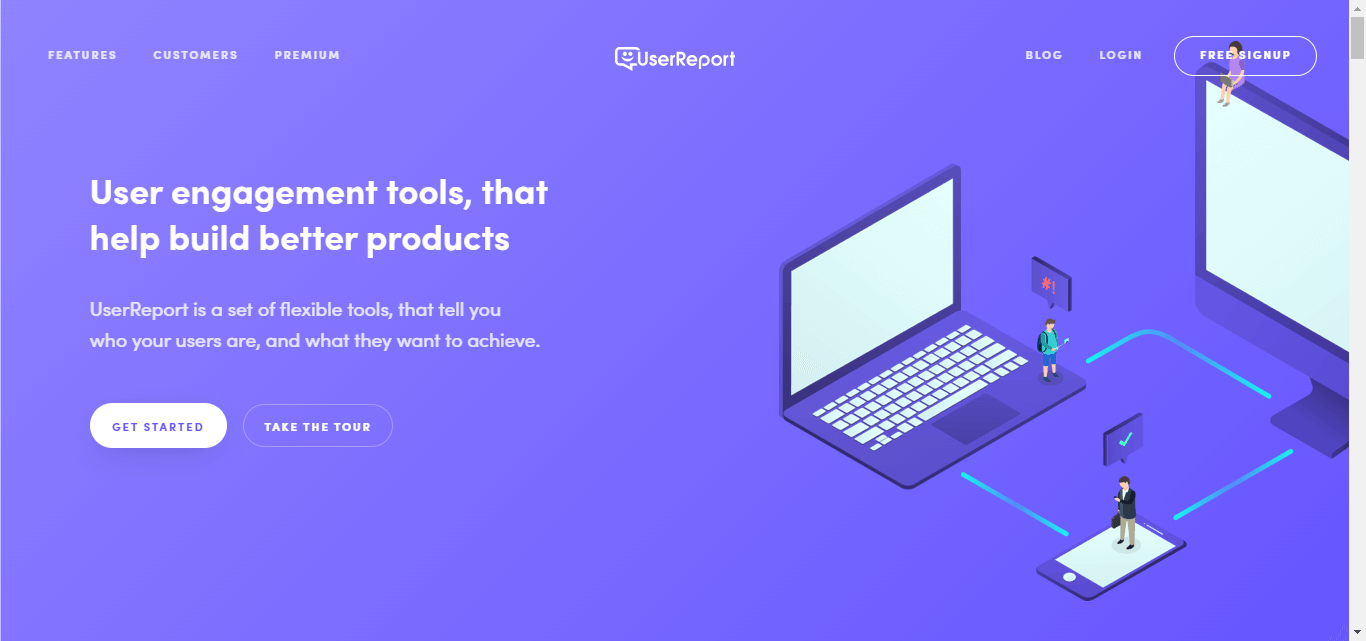 FEATURES CUSTOMERS PREMIUM UserReport BLOG LOGIN FREE SIGNUP
User engagement tools, that
help build better products
UserReport is a set of flexible tools, that tell you
who your users are, and what they want to achieve.
GET STARTED TAKE THE TOUR
*!